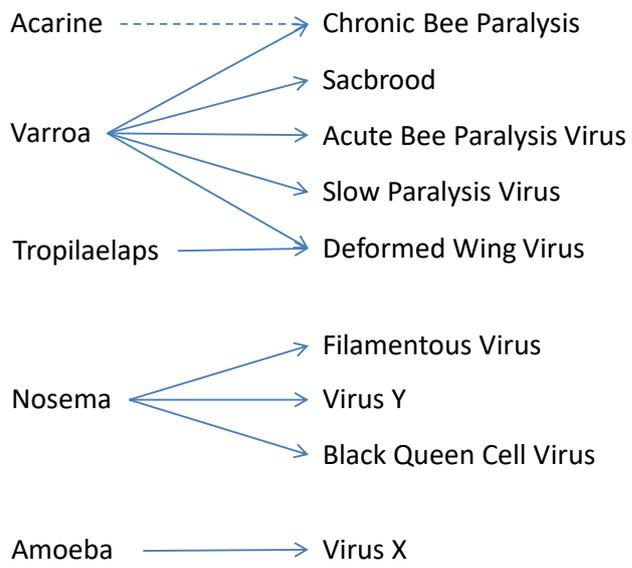 Acarine
Chronic Bee Paralysis
Sacbrood
Varroa
Acute Bee Paralysis Virus
Slow Paralysis Virus
Tropilaelaps
Deformed Wing Virus
Filamentous Virus
Nosema
Virus Y
Black Queen Cell Virus
Amoeba
Virus X